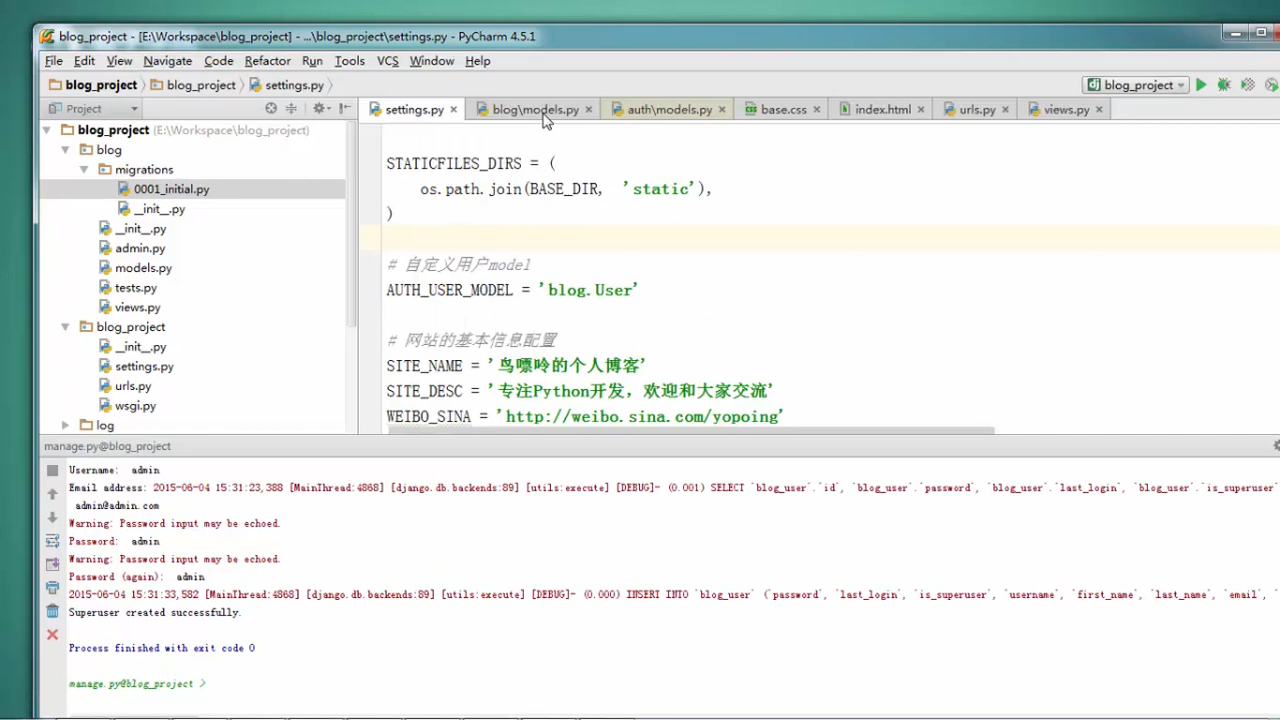 blog_project - [E:\Workspace\blog_project] - ...\blog_project\settings.py - PyCharm 4.5.1
File Edit View Navigate Code Refactor Run Tools VCS Window Help
blog_project blog_project settings.py blog_project
Project settings.py blog\models.py auth\models.py base.css index.html urls.py views.py
blog_project (E:\Workspace\blog_project)
blog
migrations
0001_initial.py
__init__.py
__init__.py
admin.py
models.py
tests.py
views.py
blog_project
__init__.py
settings.py
urls.py
wsgi.py
log
STATICFILES_DIRS = (
os.path.join(BASE_DIR, 'static'),
)
# 自定义用户model
AUTH_USER_MODEL = 'blog.User'
# 网站的基本信息配置
SITE_NAME = '鸟嘌呤的个人博客'
SITE_DESC = '专注Python开发，欢迎和大家交流'
WEIBO_SINA = 'http://weibo.sina.com/yopoing'
manage.py@blog_project
Username: admin
Email address: 2015-06-04 15:31:23,388 [MainThread:4868] [django.db.backends:89] [utils:execute] [DEBUG]- (0.001) SELECT `blog_user`.`id`, `blog_user`.`password`, `blog_user`.`last_login`, `blog_user`.`is_superuser`
admin@admin.com
Warning: Password input may be echoed.
Password: admin
Warning: Password input may be echoed.
Password (again): admin
2015-06-04 15:31:33,582 [MainThread:4868] [django.db.backends:89] [utils:execute] [DEBUG]- (0.000) INSERT INTO `blog_user` (`password`, `last_login`, `is_superuser`, `username`, `first_name`, `last_name`, `email`, `
Superuser created successfully.
Process finished with exit code 0
manage.py@blog_project >